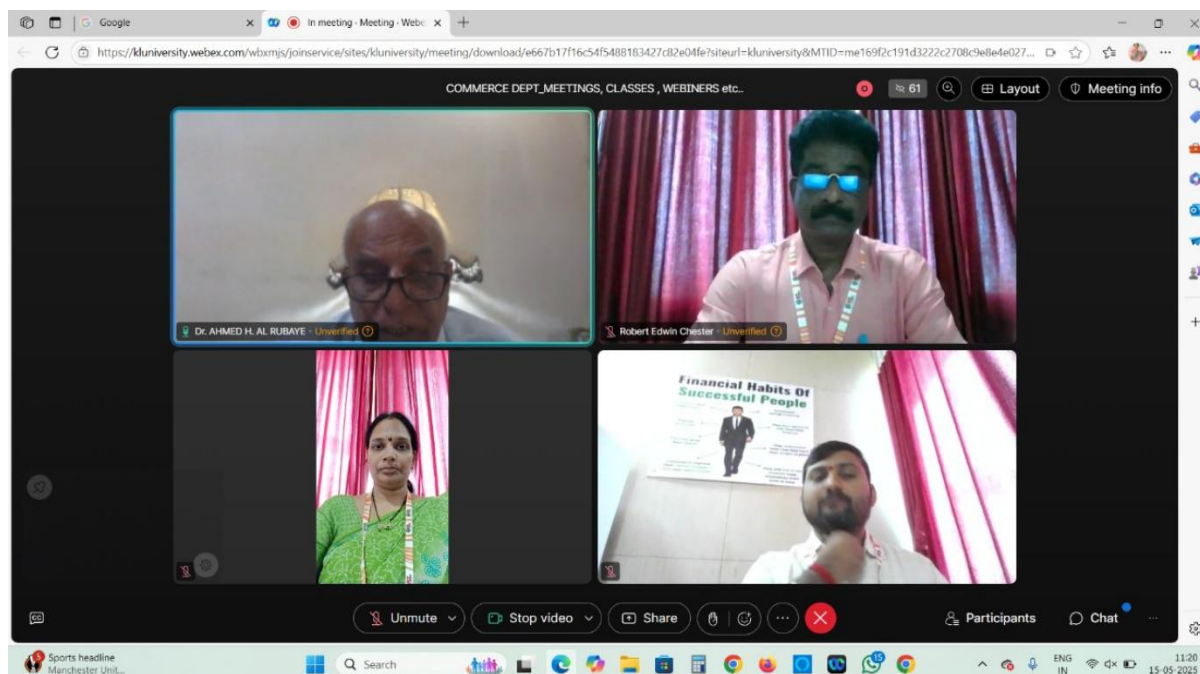 Google
In meeting · Meeting · Webe
https://kluniversity.webex.com/wbxmjs/joinservice/sites/kluniversity/meeting/download/e667b17f16c54f5488183427c82e04fe?siteurl=kluniversity&MTID=me169f2c191d3222c2708c9e8e4e027...
COMMERCE DEPT_MEETINGS, CLASSES , WEBINERS etc..
61
Layout
Meeting info
Dr. AHMED H. AL RUBAYE - Unverified
Robert Edwin Chester - Unverified
Financial Habits Of
Successful People
CC
Unmute
Stop video
Share
Participants
Chat
5
Sports headline
Manchester Unit...
Search
15
ENG
IN
11:20
15-05-2025